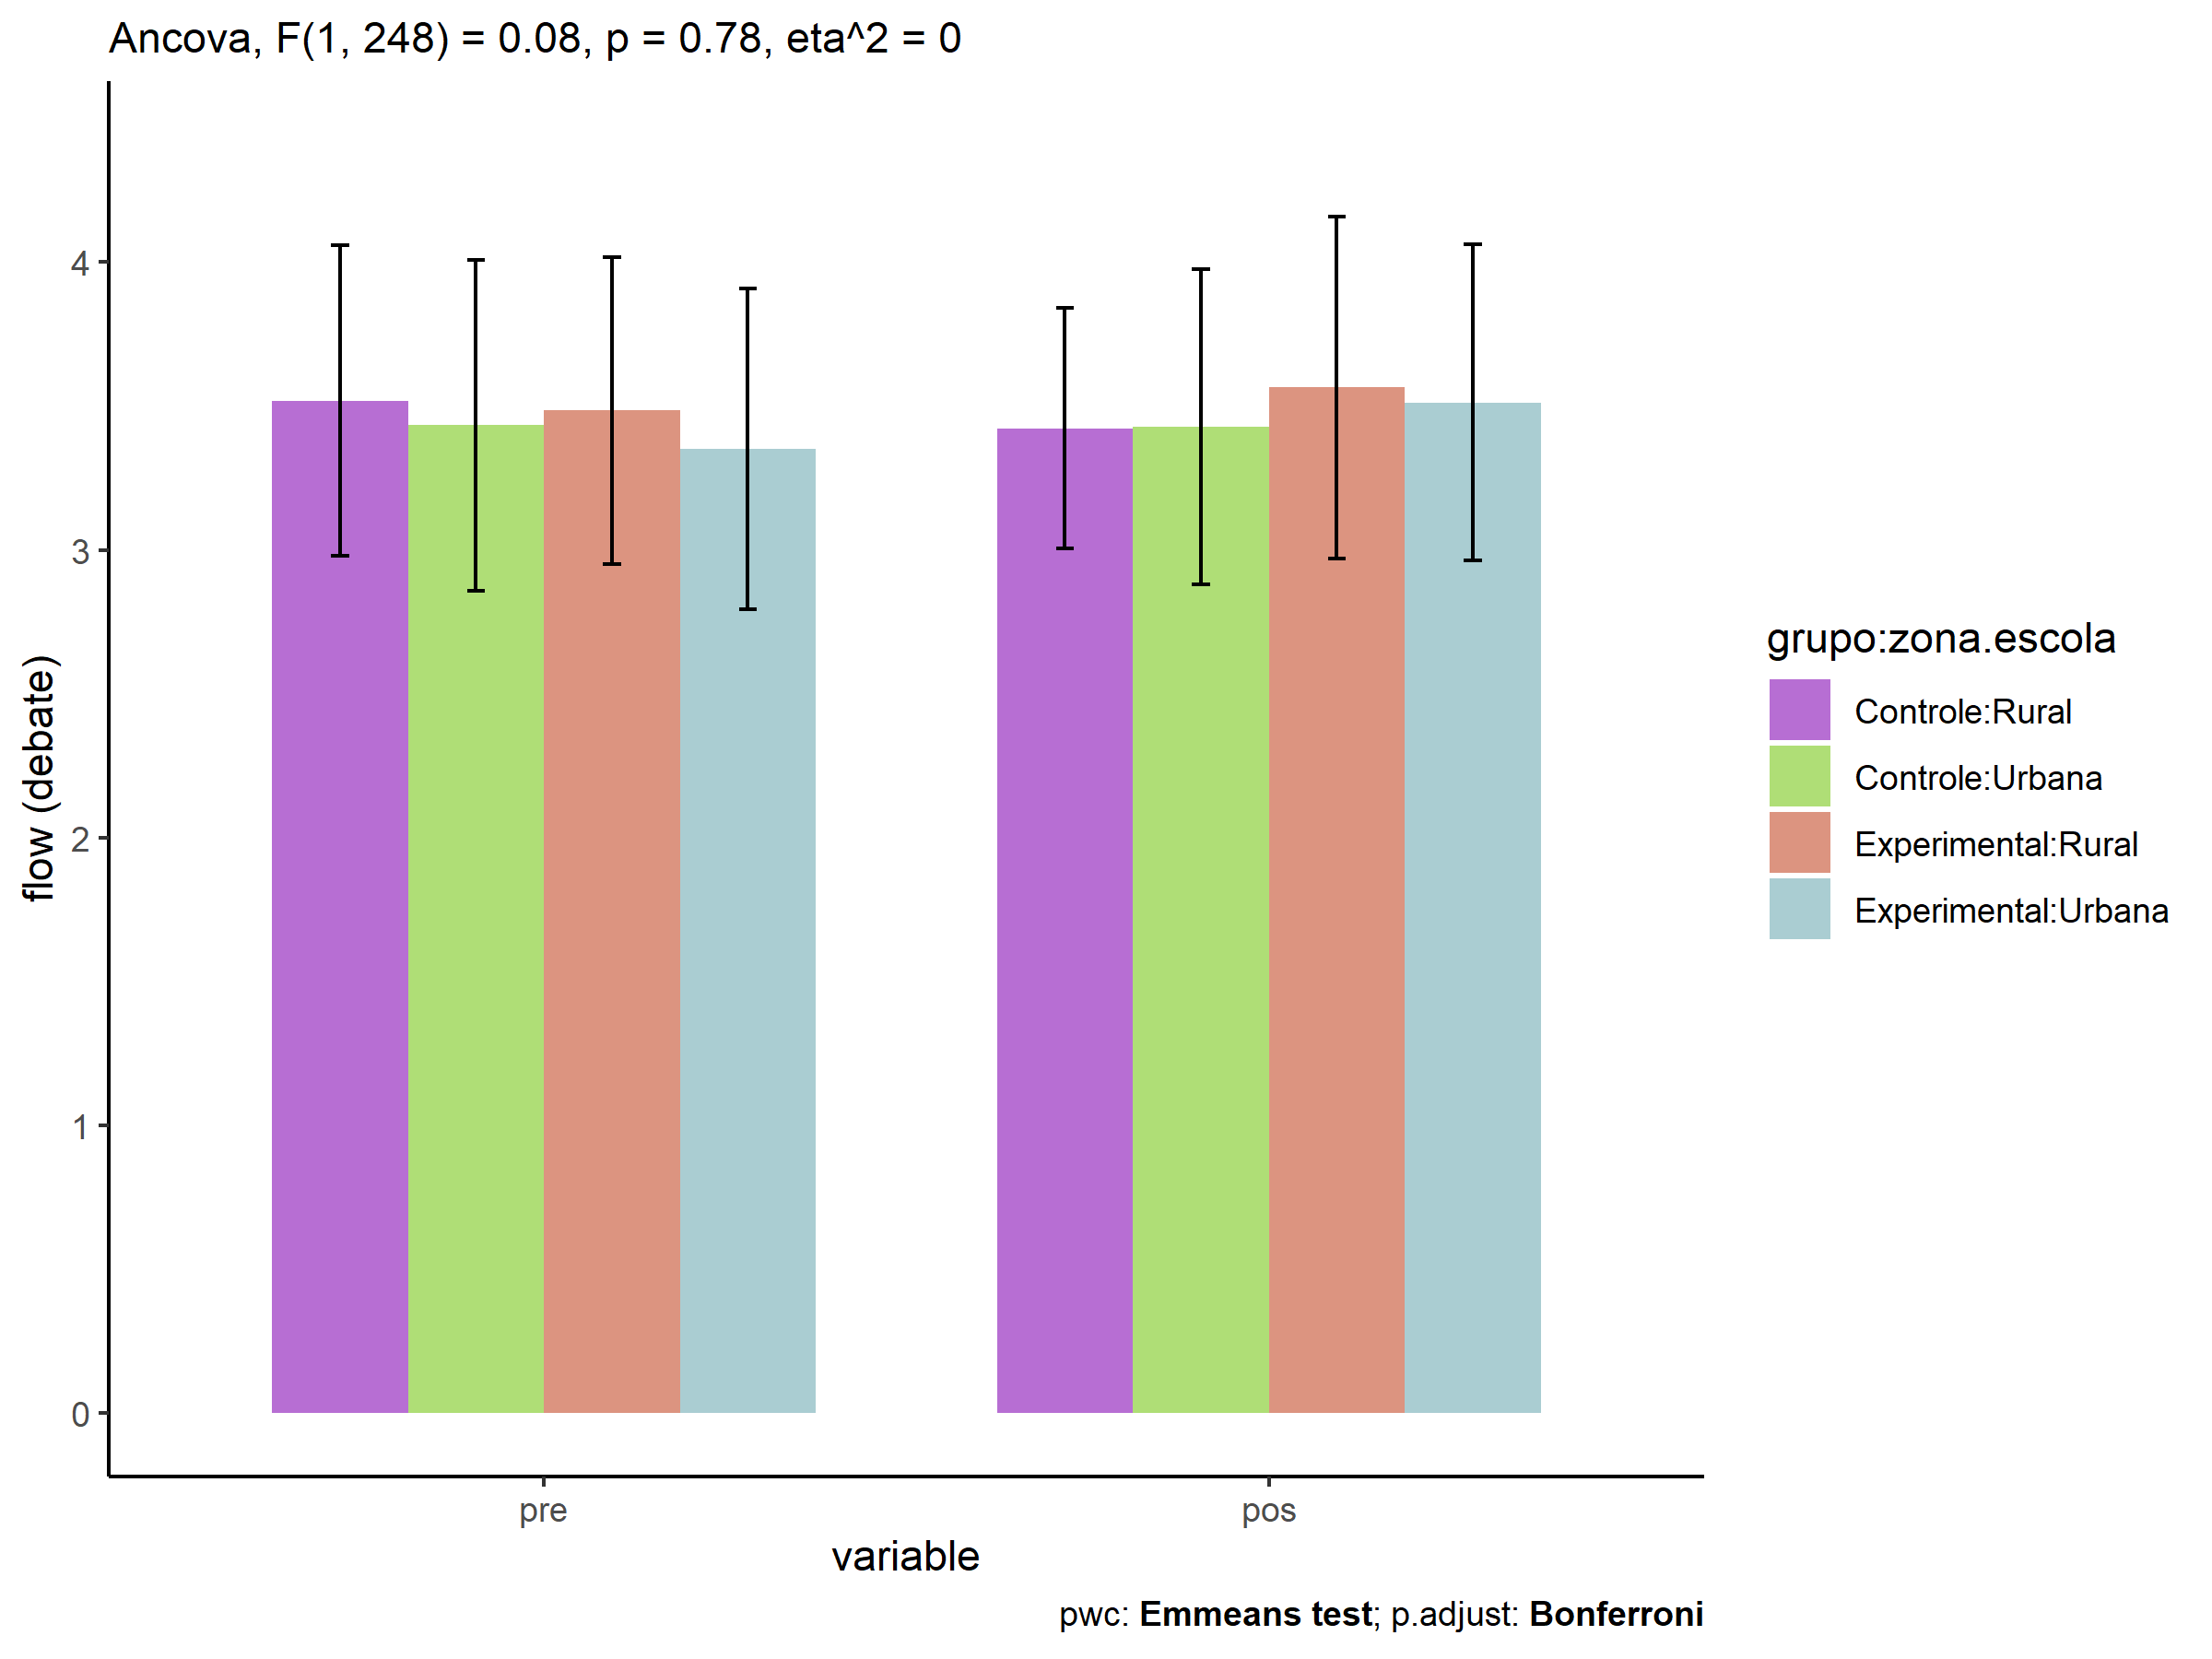 Ancova, F(1, 248) = 0.08, p = 0.78, eta^2 = 0
flow (debate)
4
3
2
1
0
pre
pos
variable
grupo:zona.escola
Controle:Rural
Controle:Urbana
Experimental:Rural
Experimental:Urbana
pwc: Emmeans test; p.adjust: Bonferroni